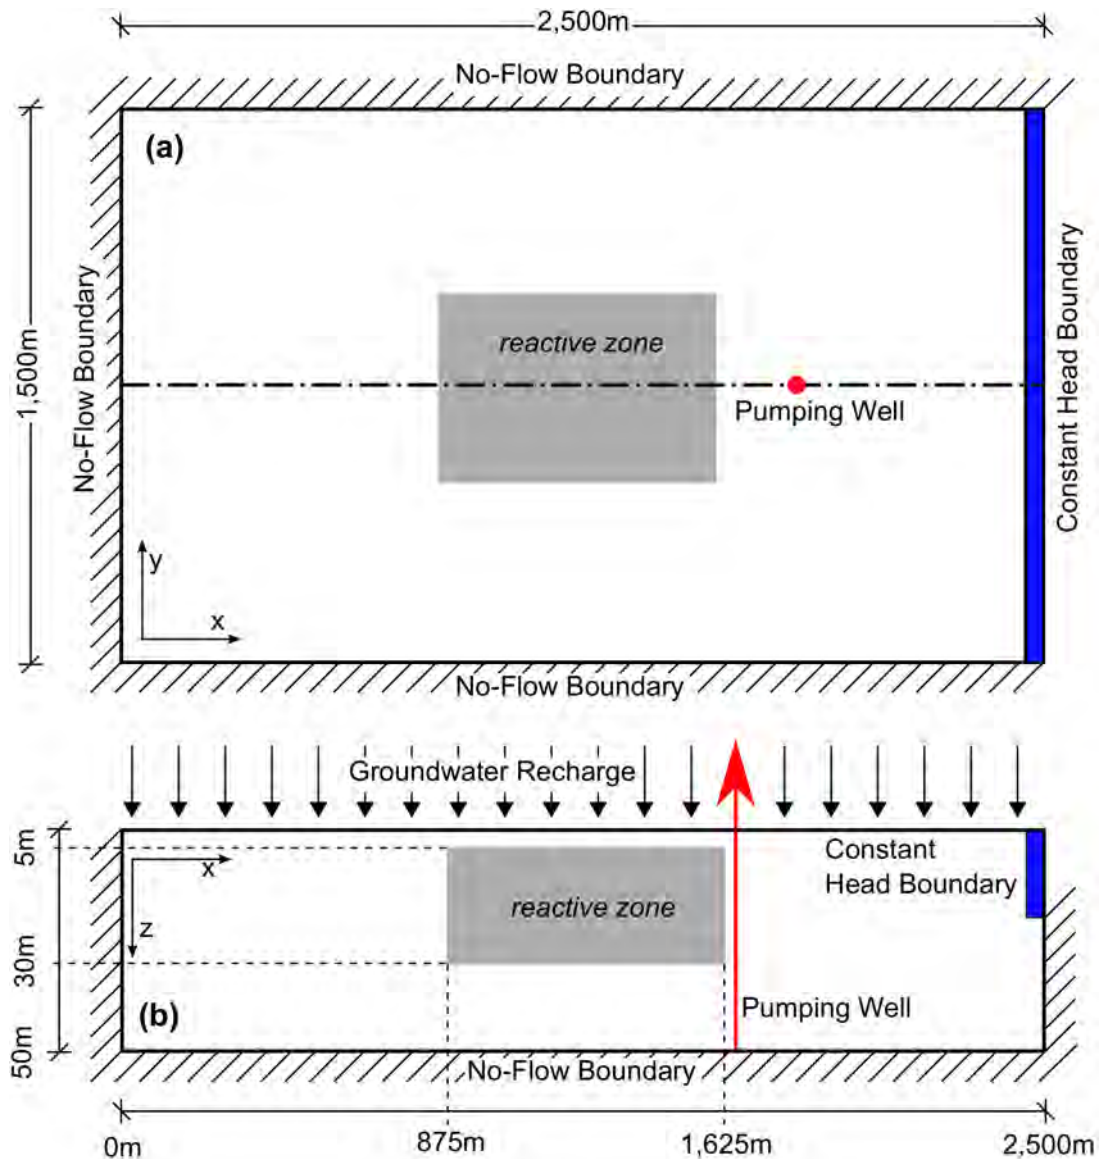 2,500m
No-Flow Boundary
(a)
1,500m
No-Flow Boundary
reactive zone
Pumping Well
Constant Head Boundary
y
x
No-Flow Boundary
Groundwater Recharge
5m
x
Constant
Head Boundary
reactive zone
z
30m
(b)
Pumping Well
50m
No-Flow Boundary
0m
875m
1,625m
2,500m